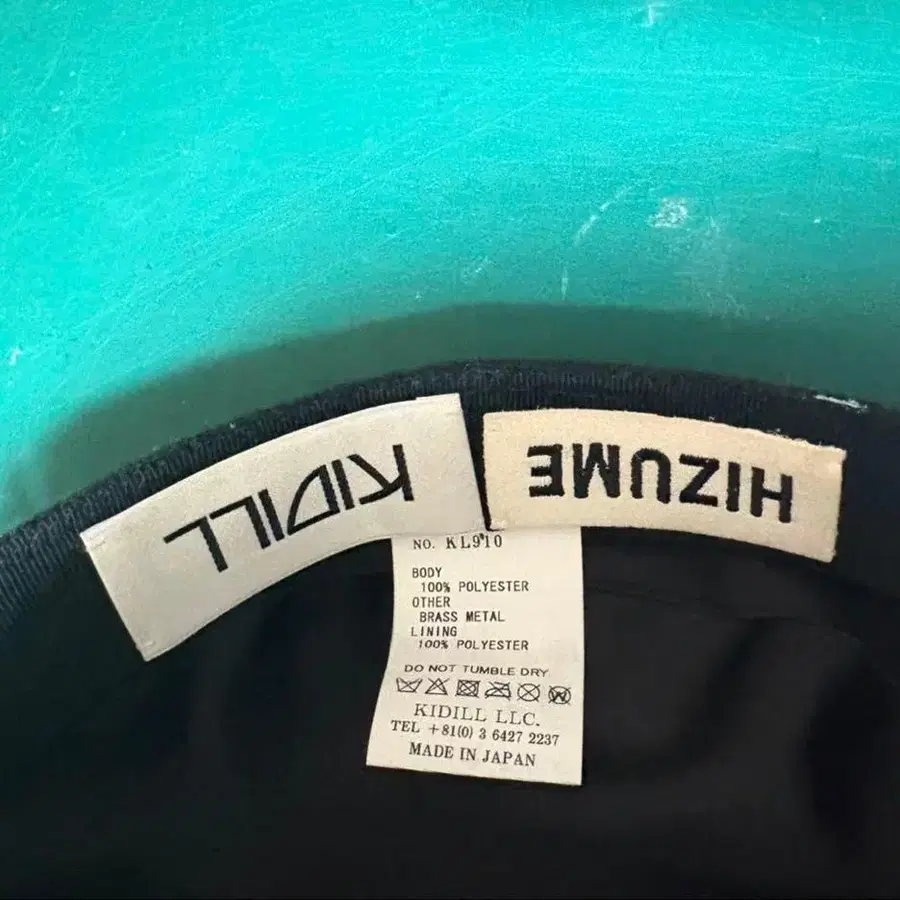 KIDILL
HIZUME
NO. KL910
BODY
100% POLYESTER
OTHER
BRASS METAL
LINING
100% POLYESTER
DO NOT TUMBLE DRY
KIDILL LLC.
TEL +81(0) 3 6427 2237
MADE IN JAPAN